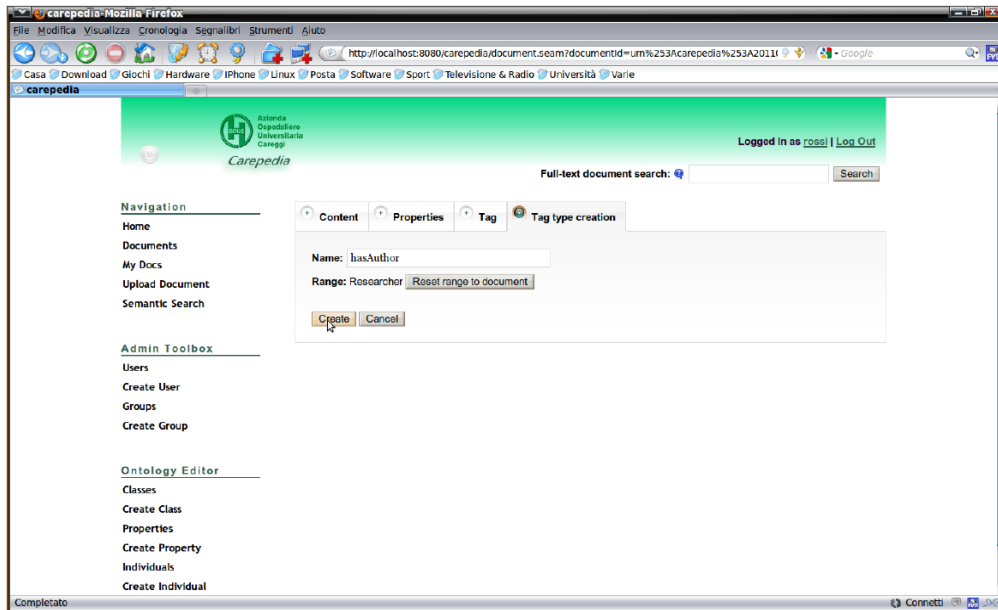 carepedia-Mozilla Firefox
File Modifica Visualizza Cronologia Segnalibri Strumenti Aiuto
http://localhost:8080/carepedia/document.seam?documentId=urn%253Acarepedia%253A20110
Google
Casa Download Giochi Hardware IPhone Linux Posta Software Sport Televisione & Radio Università Varie
carepedia
Azienda
Ospedaliero
Universitaria
Careggi
Carepedia
Logged in as rossi | Log Out
Full-text document search: Search
Navigation
Home
Documents
My Docs
Upload Document
Semantic Search
Content Properties Tag Tag type creation
Name: hasAuthor
Range: Researcher Reset range to document
Create Cancel
Admin Toolbox
Users
Create User
Groups
Create Group
Ontology Editor
Classes
Create Class
Properties
Create Property
Individuals
Create Individual
Completato
Connetti